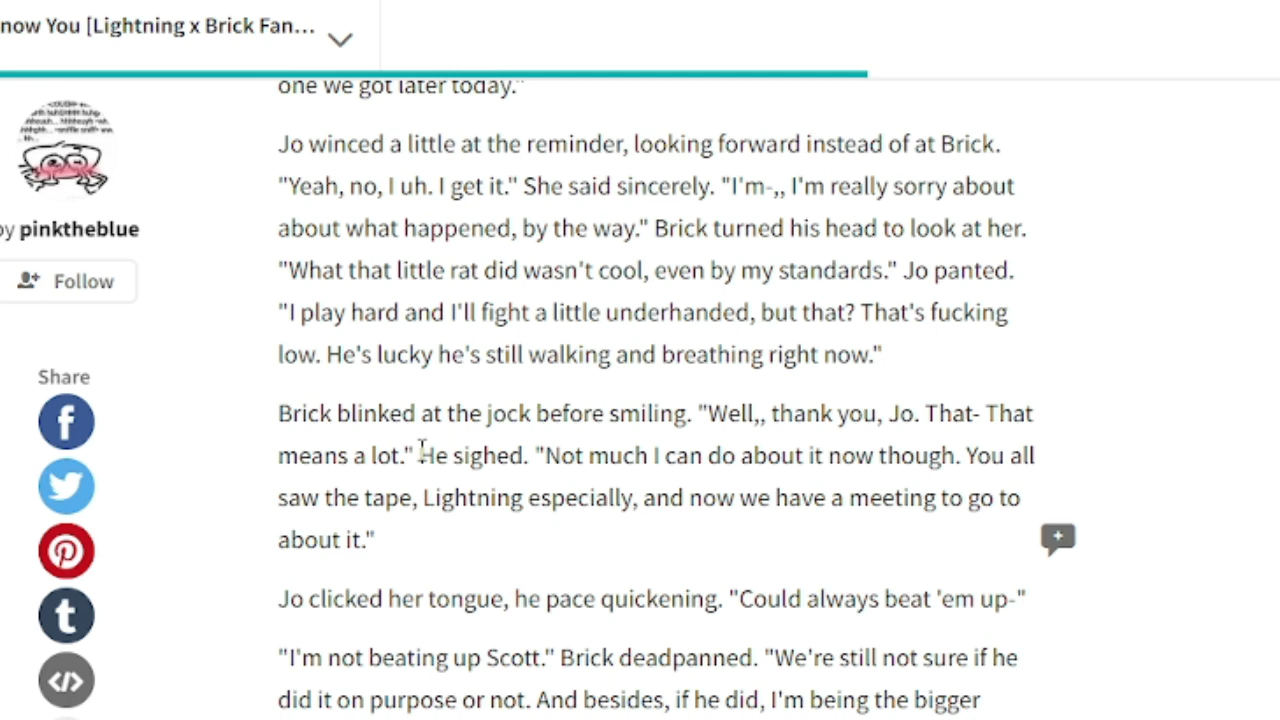 now You [Lightning x Brick Fan...
one we got later today."
Jo winced a little at the reminder, looking forward instead of at Brick.
"Yeah, no, I uh. I get it." She said sincerely. "I'm-,, I'm really sorry about
about what happened, by the way." Brick turned his head to look at her.
"What that little rat did wasn't cool, even by my standards." Jo panted.
"I play hard and I'll fight a little underhanded, but that? That's fucking
low. He's lucky he's still walking and breathing right now."
Brick blinked at the jock before smiling. "Well,, thank you, Jo. That- That
means a lot." He sighed. "Not much I can do about it now though. You all
saw the tape, Lightning especially, and now we have a meeting to go to
about it."
Jo clicked her tongue, he pace quickening. "Could always beat 'em up-"
"I'm not beating up Scott." Brick deadpanned. "We're still not sure if he
did it on purpose or not. And besides, if he did, I'm being the bigger
by pinktheblue
Follow
Share